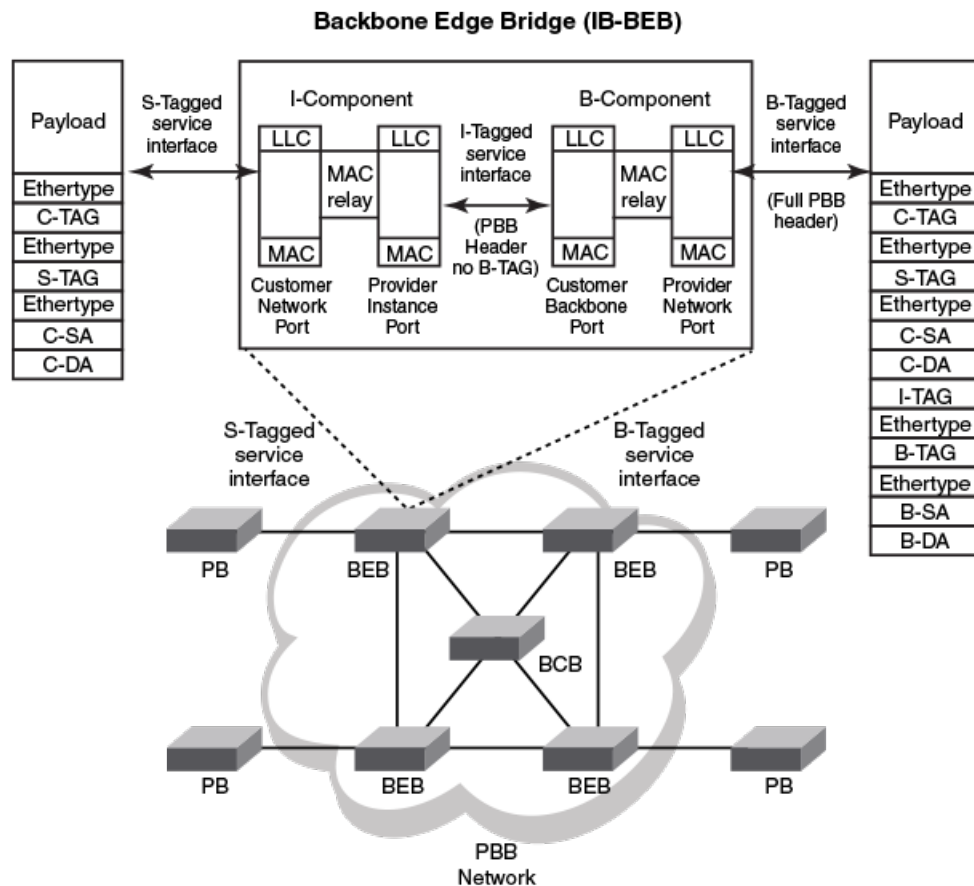 Backbone Edge Bridge (IB-BEB)
Payload
Ethertype
C-TAG
Ethertype
S-TAG
Ethertype
C-SA
C-DA
S-Tagged
service
interface
I-Component
LLC
LLC
MAC
relay
MAC
MAC
Customer
Network
Port
Provider
Instance
Port
I-Tagged
service
interface
(PBB
Header
no B-TAG)
B-Component
LLC
LLC
MAC
relay
MAC
MAC
Customer
Backbone
Port
Provider
Network
Port
B-Tagged
service
interface
(Full PBB
header)
Payload
Ethertype
C-TAG
Ethertype
S-TAG
Ethertype
C-SA
C-DA
I-TAG
Ethertype
B-TAG
Ethertype
B-SA
B-DA
S-Tagged
service
interface
B-Tagged
service
interface
PB
BEB
BEB
PB
BCB
PB
BEB
BEB
PB
PBB
Network